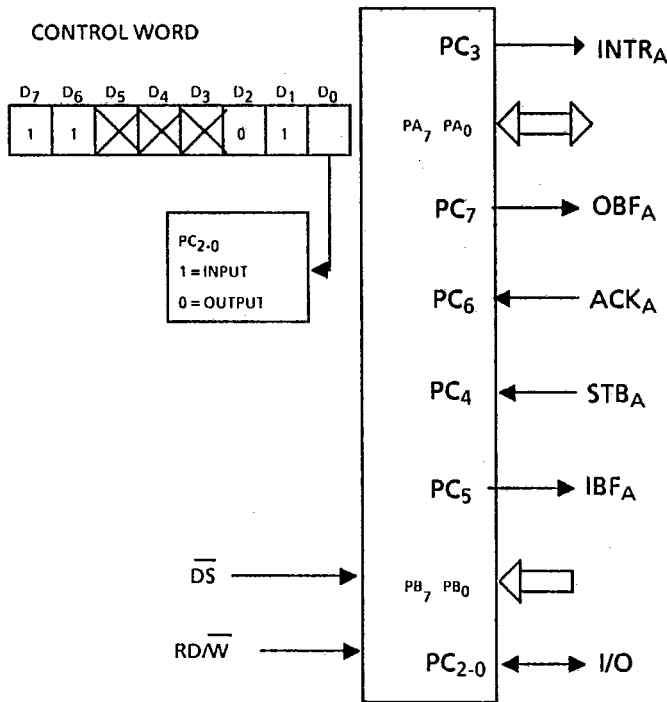 CONTROL WORD
D7 D6 D5 D4 D3 D2 D1 D0
1 1 0 1
PC2-0
1 = INPUT
0 = OUTPUT
PC3 INTRA
PA7 PA0
PC7 OBFA
PC6 ACKA
PC4 STBA
PC5 IBFA
D̅S̅
PB7 PB0
RD/W̅
PC2-0 I/O